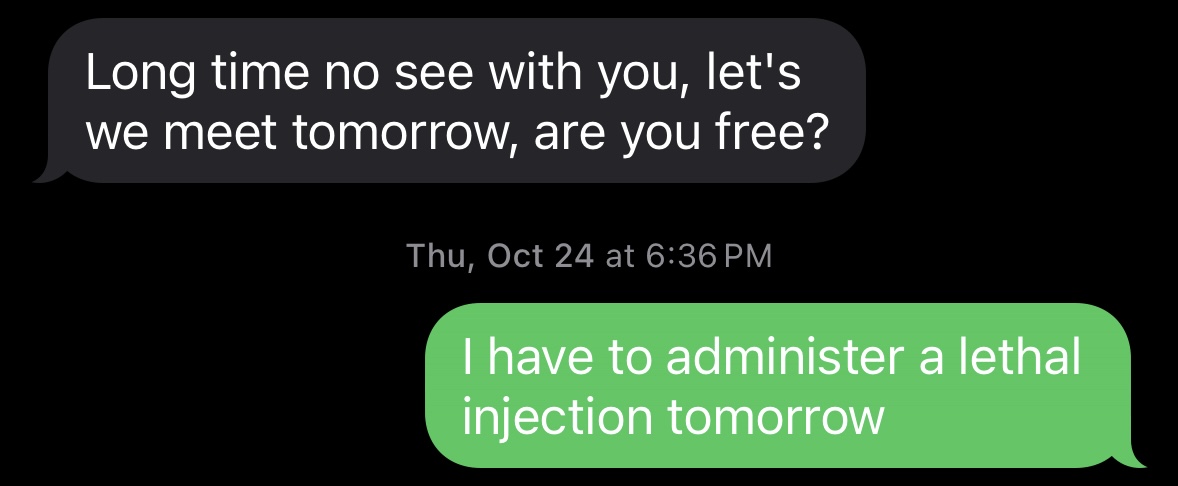 Long time no see with you, let's
we meet tomorrow, are you free?
Thu, Oct 24 at 6:36 PM
I have to administer a lethal
injection tomorrow